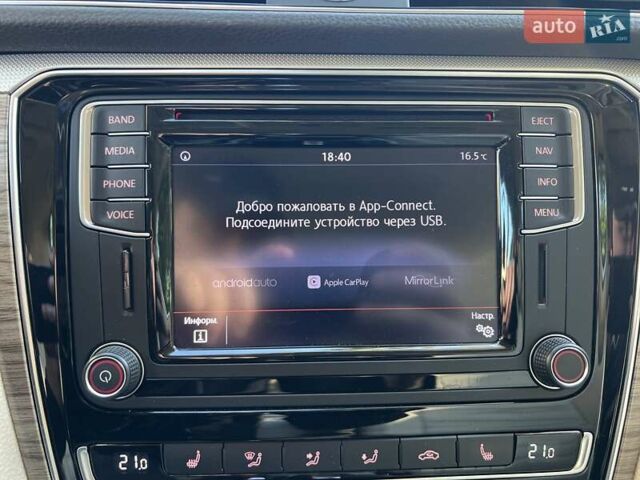 auto RIA .com
BAND
MEDIA
PHONE
VOICE
EJECT
NAV
INFO
MENU
18:40 16.5°C
Добро пожаловать в App-Connect.
Подсоедините устройство через USB.
androidauto Apple CarPlay MirrorLink
Информ. Настр.
21.0 21.0